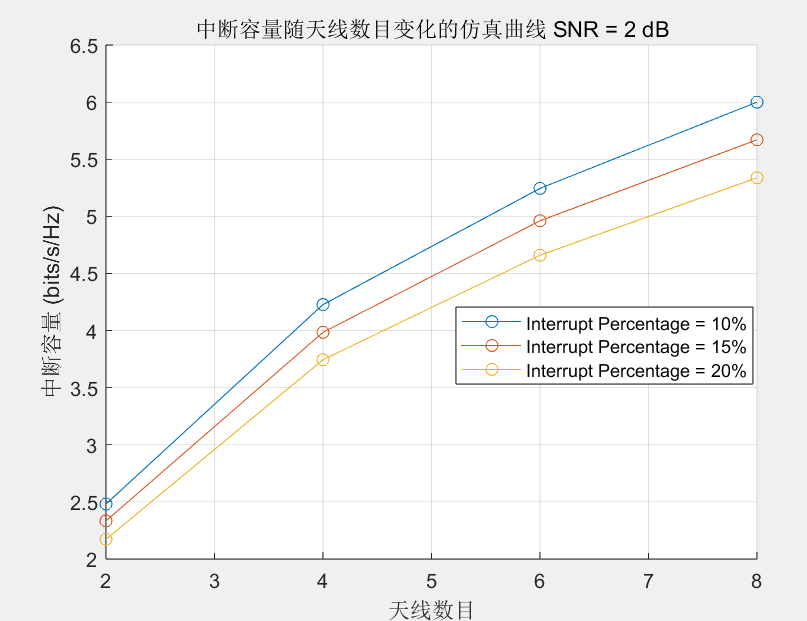 中断容量随天线数目变化的仿真曲线 SNR = 2 dB
6.5
6
5.5
5
4.5
4
3.5
3
2.5
2
中断容量 (bits/s/Hz)
Interrupt Percentage = 10%
Interrupt Percentage = 15%
Interrupt Percentage = 20%
2 3 4 5 6 7 8
天线数目